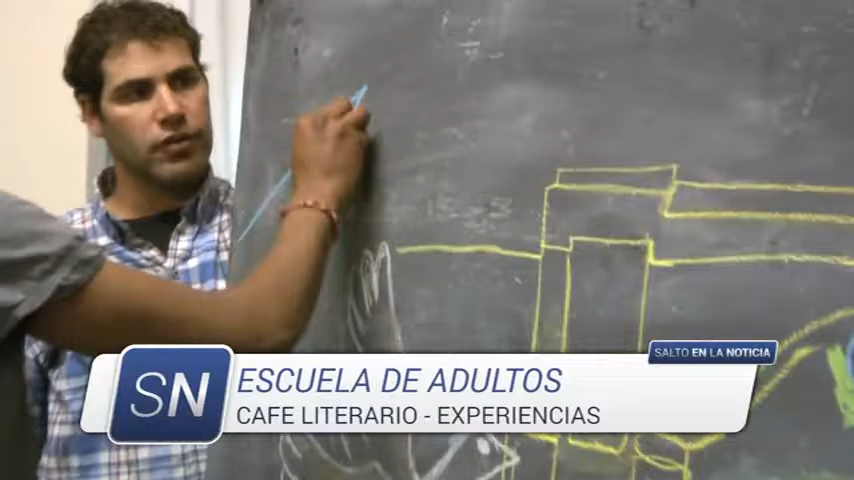 SALTO EN LA NOTICIA
SN
ESCUELA DE ADULTOS
CAFE LITERARIO - EXPERIENCIAS